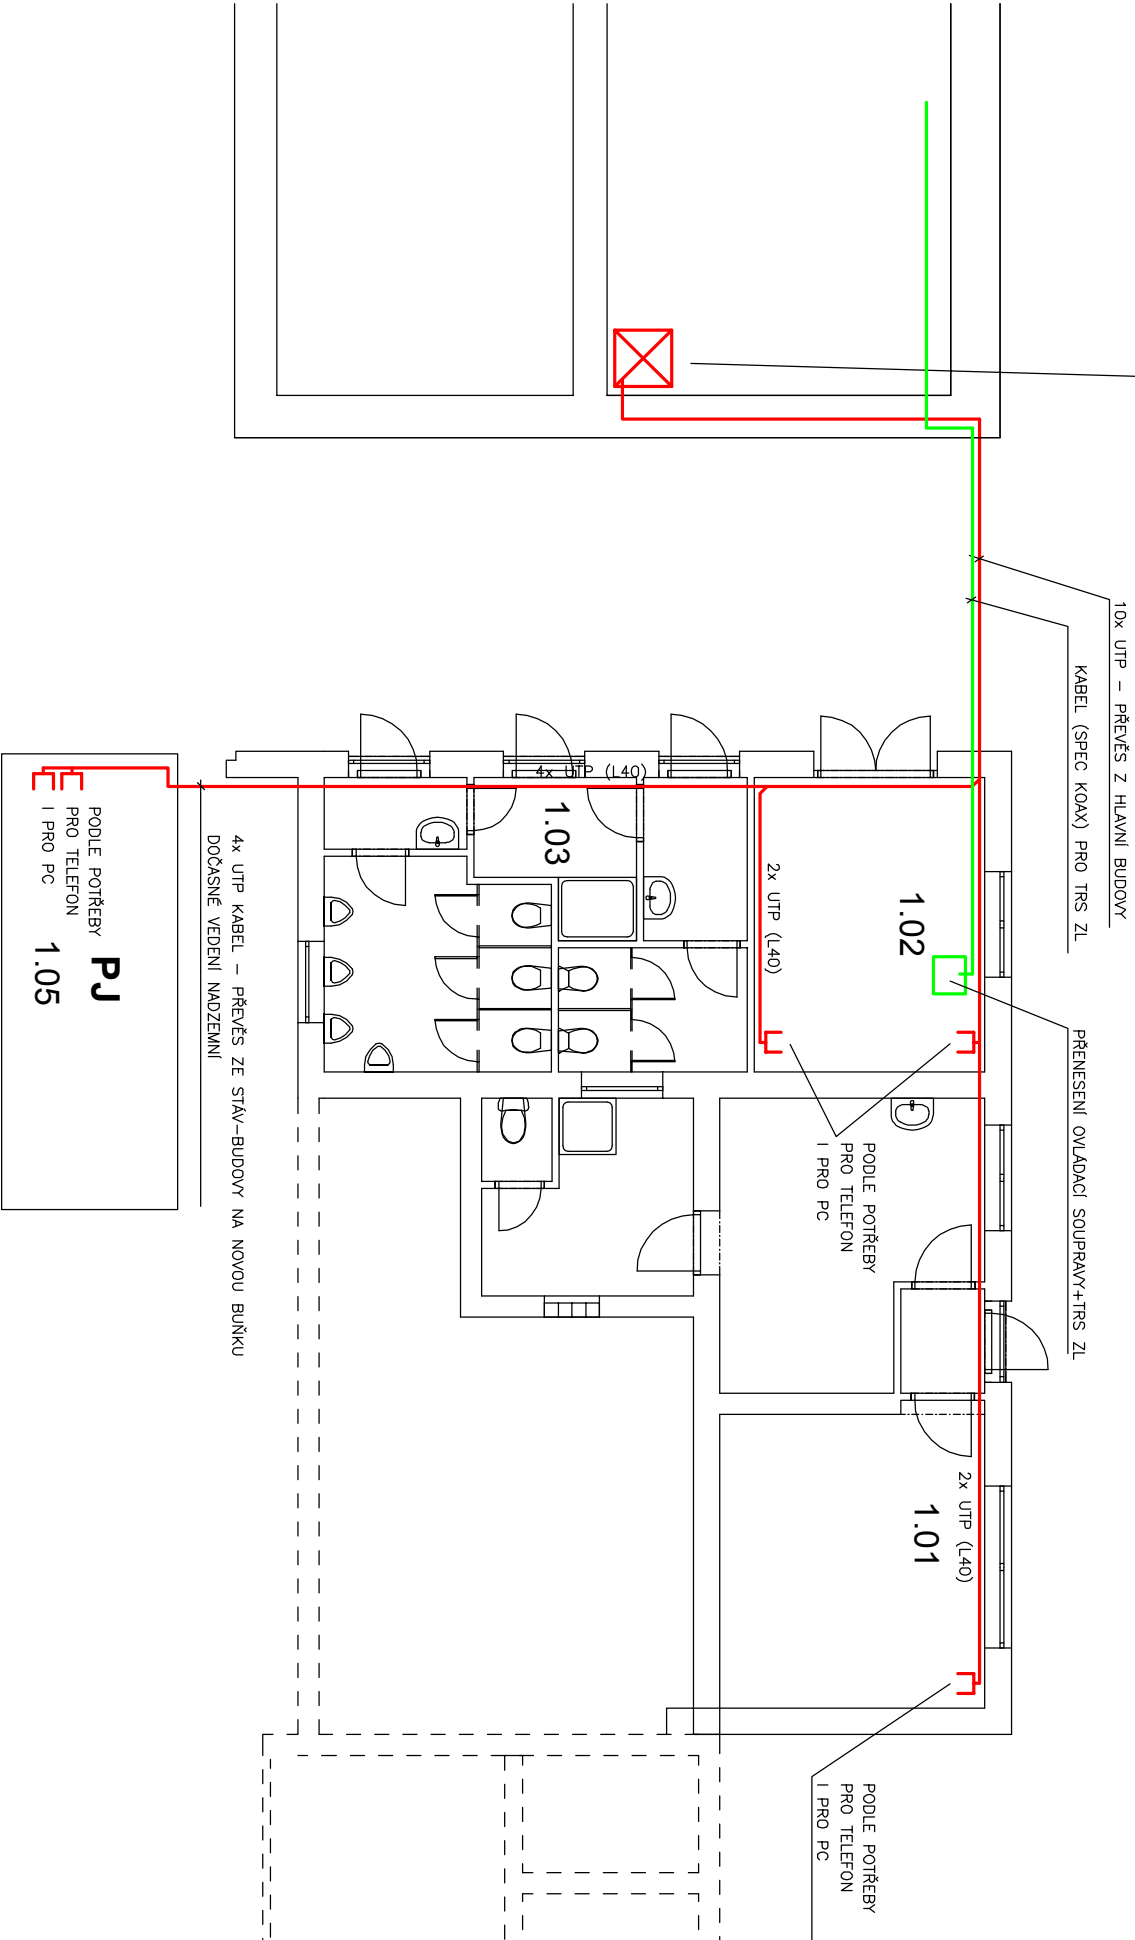 10x UTP – PŘEVĚS Z HLAVNÍ BUDOVY
KABEL (SPEC KOAX) PRO TRS ZL
PŘENESENÍ OVLÁDACÍ SOUPRAVY+TRS ZL
1.02
2x UTP (L40)
PODLE POTŘEBY
PRO TELEFON
I PRO PC
2x UTP (L40)
1.01
PODLE POTŘEBY
PRO TELEFON
I PRO PC
4x UTP (L40)
1.03
4x UTP KABEL – PŘEVĚS ZE STÁV–BUDOVY NA NOVOU BUŇKU
DOČASNÉ VEDENÍ NADZEMNÍ
PODLE POTŘEBY
PRO TELEFON
I PRO PC
PJ
1.05